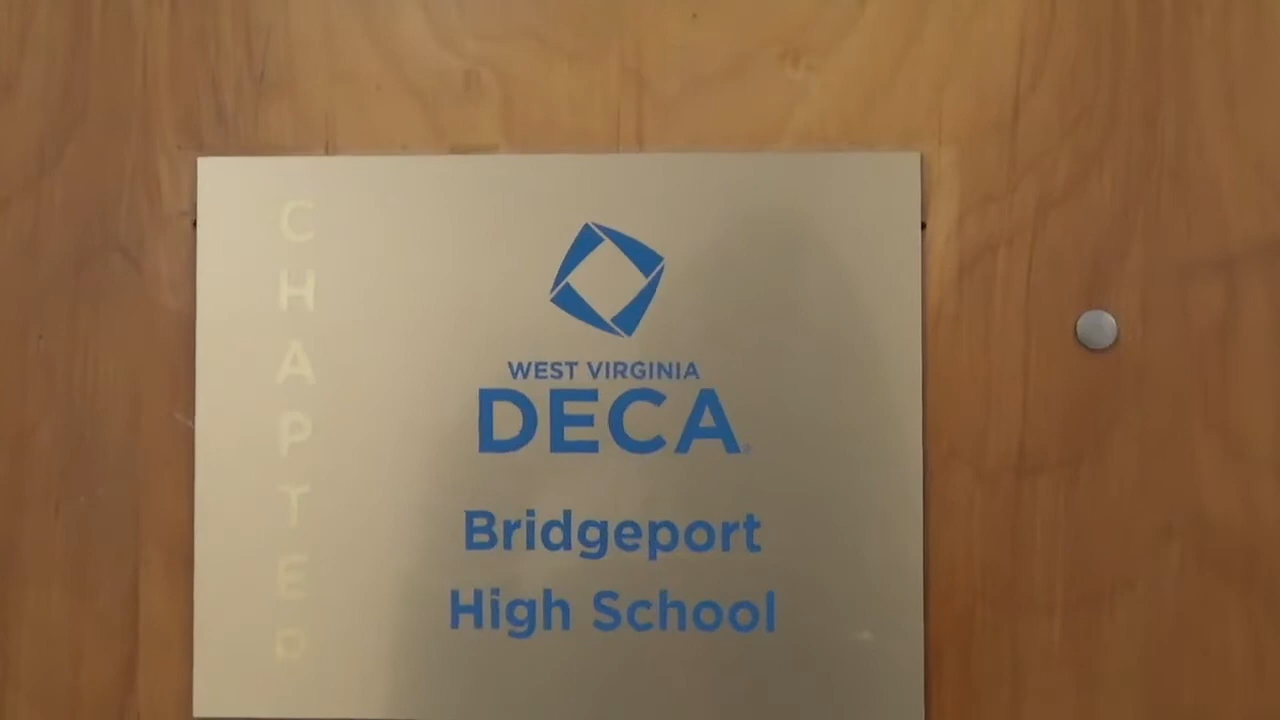 CHAPTER
WEST VIRGINIA
DECA
Bridgeport
High School